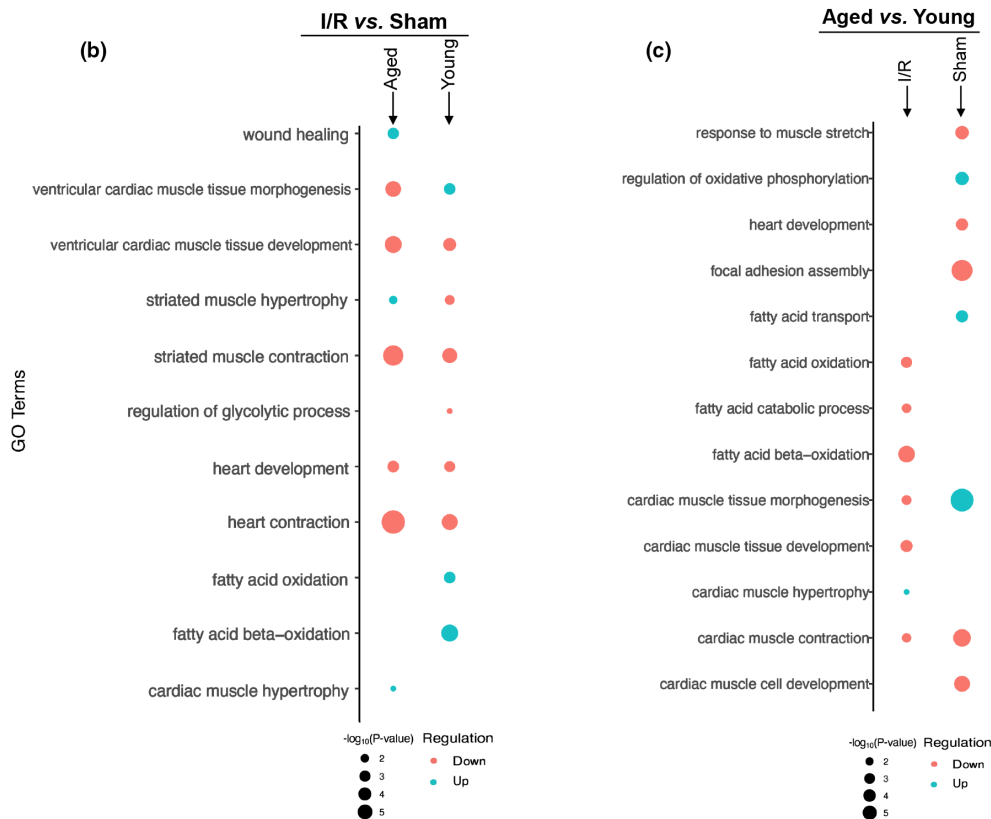 I/R vs. Sham
(b)
Aged
Young
GO Terms
wound healing
ventricular cardiac muscle tissue morphogenesis
ventricular cardiac muscle tissue development
striated muscle hypertrophy
striated muscle contraction
regulation of glycolytic process
heart development
heart contraction
fatty acid oxidation
fatty acid beta−oxidation
cardiac muscle hypertrophy
-log₁₀(P-value)
2
3
4
5
Regulation
Down
Up
Aged vs. Young
(c)
I/R
Sham
response to muscle stretch
regulation of oxidative phosphorylation
heart development
focal adhesion assembly
fatty acid transport
fatty acid oxidation
fatty acid catabolic process
fatty acid beta−oxidation
cardiac muscle tissue morphogenesis
cardiac muscle tissue development
cardiac muscle hypertrophy
cardiac muscle contraction
cardiac muscle cell development
-log₁₀(P-value)
2
3
4
5
Regulation
Down
Up